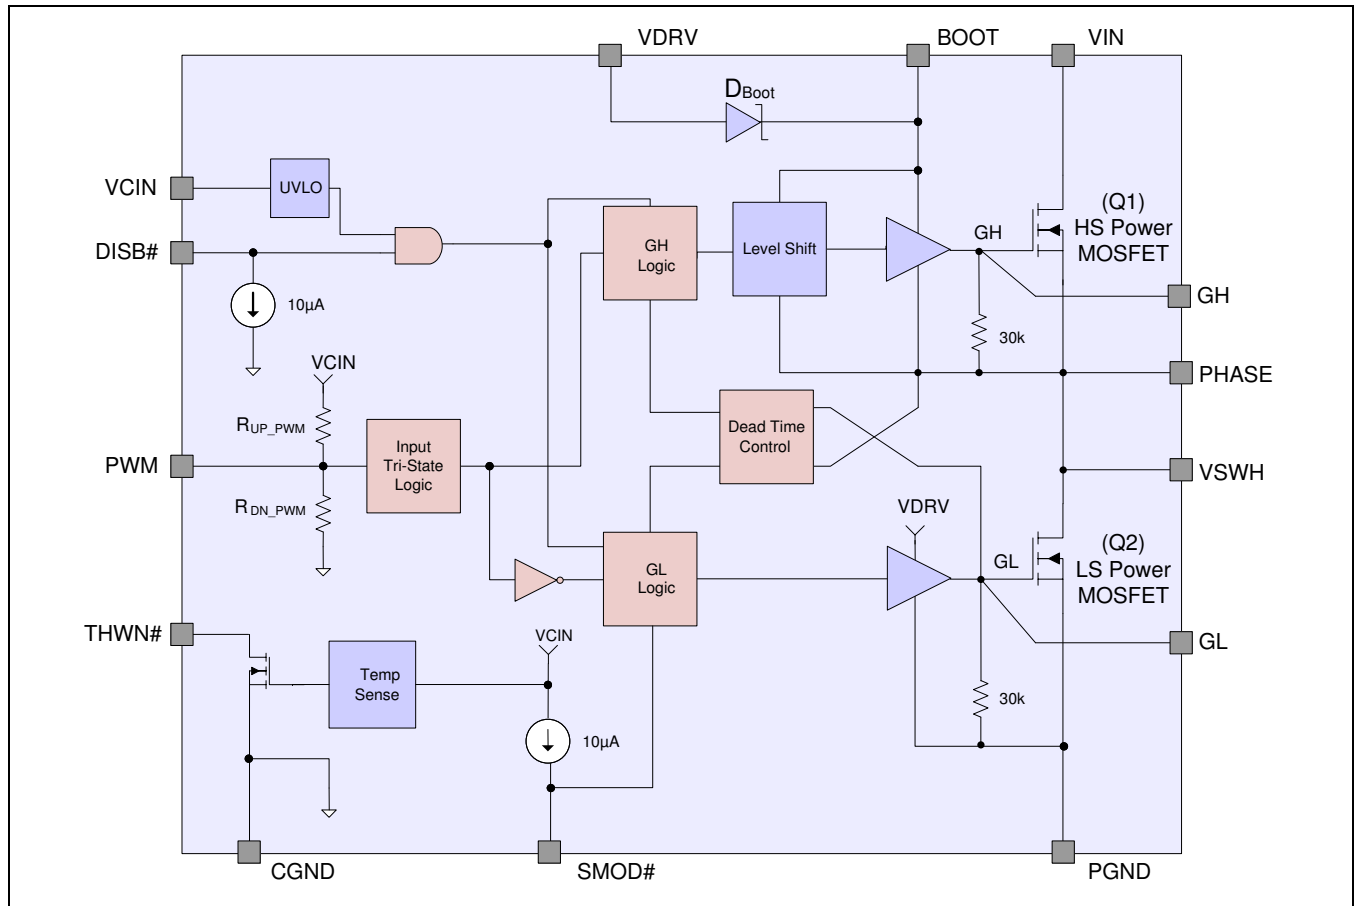 VDRV
BOOT
VIN
DBoot
VCIN
UVLO
(Q1)
HS Power
MOSFET
GH
DISB#
GH
Logic
Level Shift
10µA
GH
30k
VCIN
PHASE
RUP_PWM
Dead Time
Control
Input
Tri-State
Logic
PWM
VSWH
RDN_PWM
VDRV
(Q2)
LS Power
MOSFET
GL
GL
Logic
THWN#
VCIN
GL
Temp
Sense
30k
10µA
CGND
SMOD#
PGND